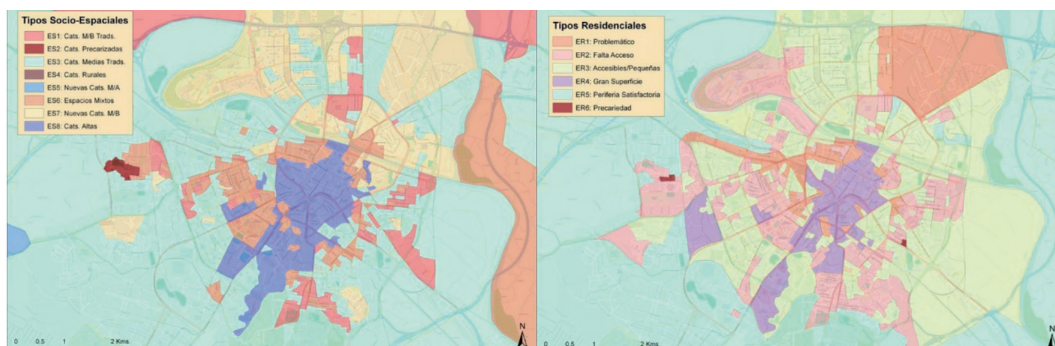 Tipos Socio-Espaciales
ES1: Cats. M/B Trads.
ES2: Cats. Precarizadas
ES3: Cats. Medias Trads.
ES4: Cats. Rurales
ES5: Nuevas Cats. M/A
ES6: Espacios Mixtos
ES7: Nuevas Cats. M/B
ES8: Cats. Altas
0 0.5 1 2 Kms.
N
Tipos Residenciales
ER1: Problemático
ER2: Falta Acceso
ER3: Accesibles/Pequeñas
ER4: Gran Superficie
ER5: Periferia Satisfactoria
ER6: Precariedad
0 0.5 1 2 Kms.
N